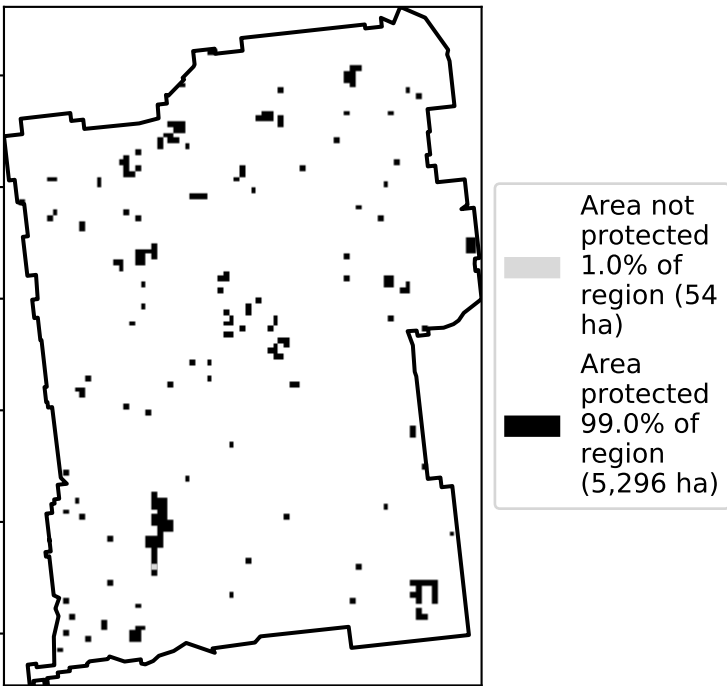 Area not
protected
1.0% of
region (54
ha)
Area
protected
99.0% of
region
(5,296 ha)